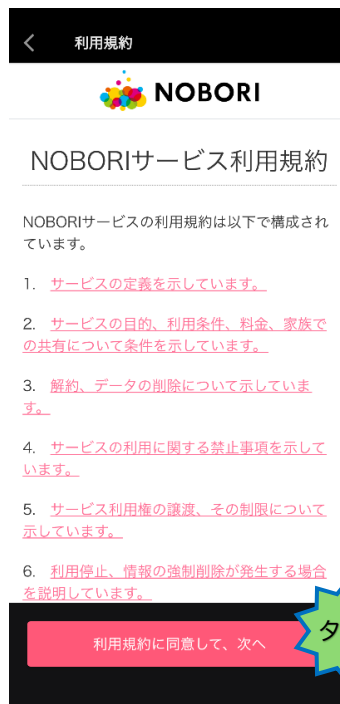 利用規約
NOBORI
NOBORIサービス利用規約
NOBORIサービスの利用規約は以下で構成され
ています。
1. サービスの定義を示しています。
2. サービスの目的、利用条件、料金、家族で
の共有について条件を示しています。
3. 解約、データの削除について示していま
す。
4. サービスの利用に関する禁止事項を示して
います。
5. サービス利用権の譲渡、その制限について
示しています。
6. 利用停止、情報の強制削除が発生する場合
を説明しています。
利用規約に同意して、次へ
タ